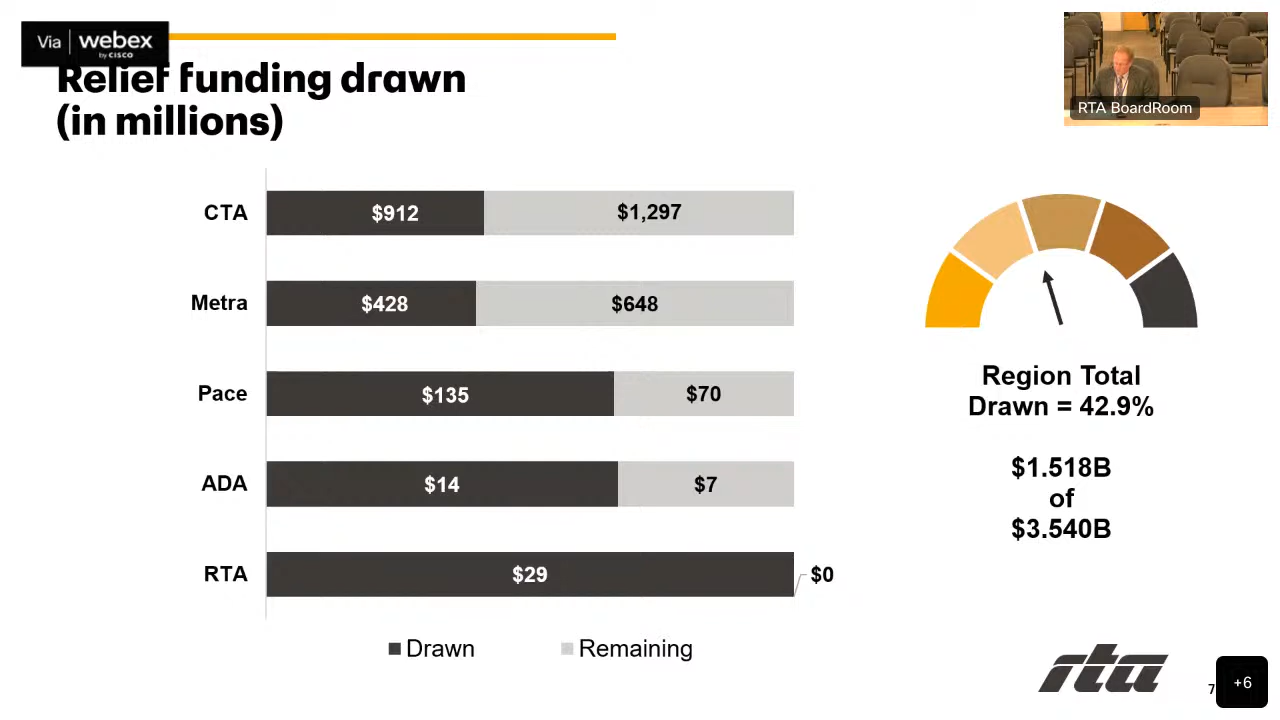 Via webex
by CISCO
Relief funding drawn
(in millions)
RTA BoardRoom
CTA $912 $1,297
Metra $428 $648
Pace $135 $70
ADA $14 $7
RTA $29 $0
Drawn Remaining
Region Total
Drawn = 42.9%
$1.518B
of
$3.540B
rta
7
+6